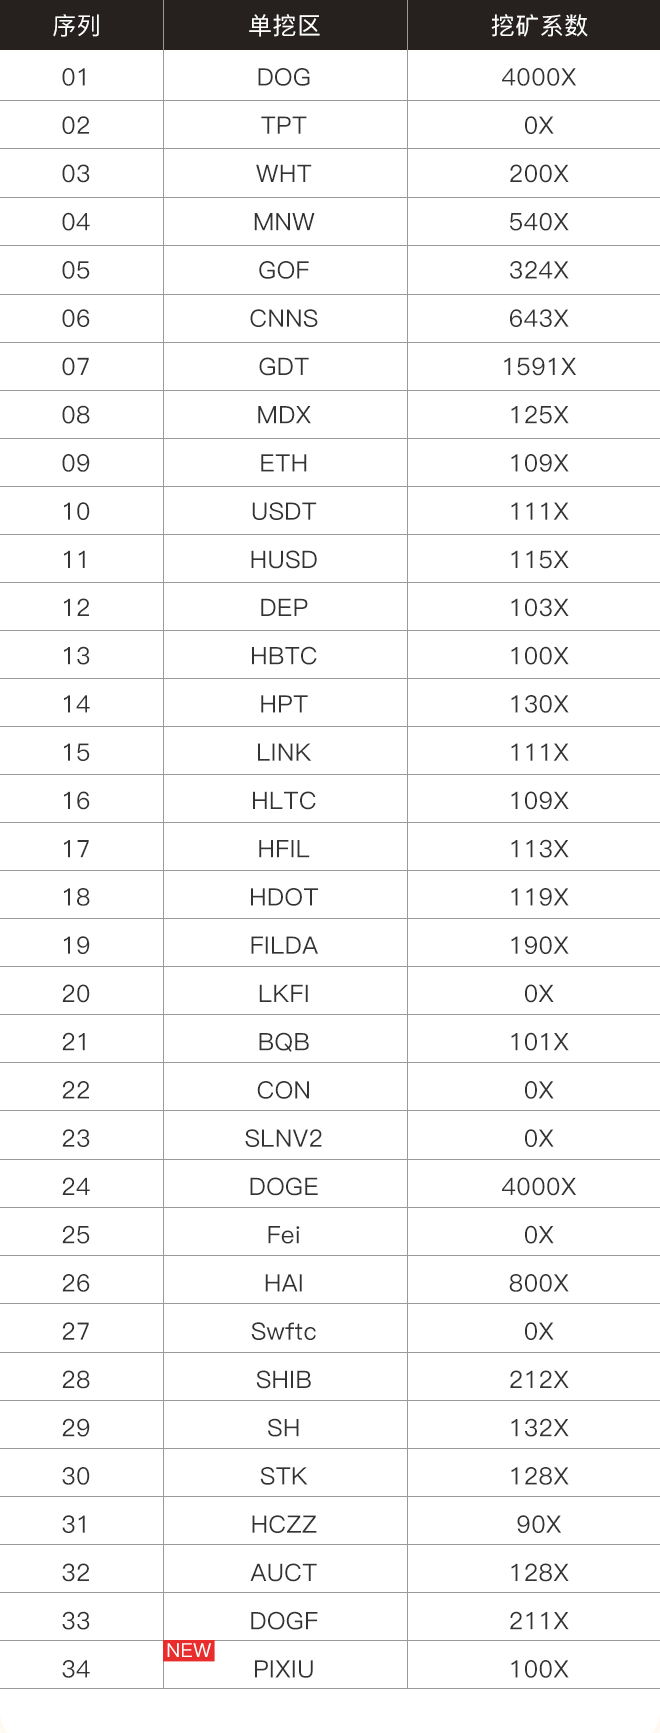 序列 单挖区 挖矿系数
01 DOG 4000X
02 TPT 0X
03 WHT 200X
04 MNW 540X
05 GOF 324X
06 CNNS 643X
07 GDT 1591X
08 MDX 125X
09 ETH 109X
10 USDT 111X
11 HUSD 115X
12 DEP 103X
13 HBTC 100X
14 HPT 130X
15 LINK 111X
16 HLTC 109X
17 HFIL 113X
18 HDOT 119X
19 FILDA 190X
20 LKFI 0X
21 BQB 101X
22 CON 0X
23 SLNV2 0X
24 DOGE 4000X
25 Fei 0X
26 HAI 800X
27 Swftc 0X
28 SHIB 212X
29 SH 132X
30 STK 128X
31 HCZZ 90X
32 AUCT 128X
33 DOGF 211X
NEW
34 PIXIU 100X